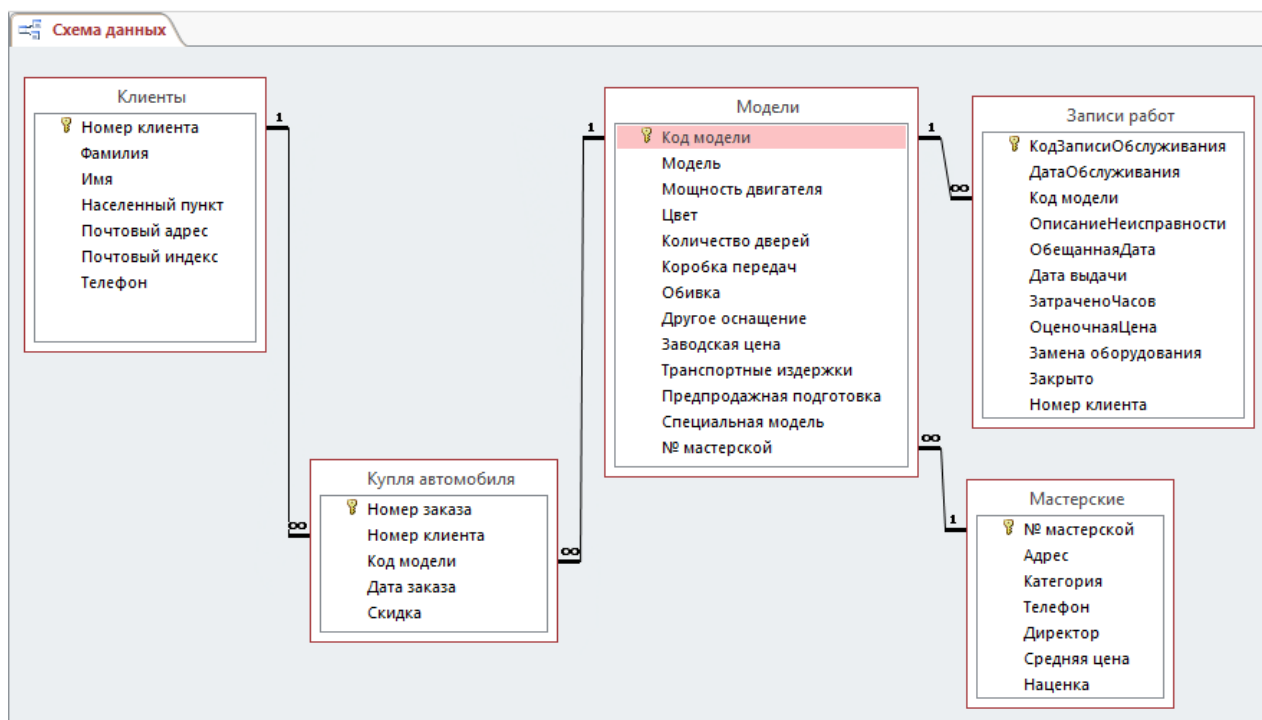 Схема данных
Клиенты
Номер клиента
Фамилия
Имя
Населенный пункт
Почтовый адрес
Почтовый индекс
Телефон
1
∞
Купля автомобиля
Номер заказа
Номер клиента
Код модели
Дата заказа
Скидка
1
∞
Модели
Код модели
Модель
Мощность двигателя
Цвет
Количество дверей
Коробка передач
Обивка
Другое оснащение
Заводская цена
Транспортные издержки
Предпродажная подготовка
Специальная модель
№ мастерской
1
∞
Записи работ
КодЗаписиОбслуживания
ДатаОбслуживания
Код модели
ОписаниеНеисправности
ОбещаннаяДата
Дата выдачи
ЗатраченоЧасов
ОценочнаяЦена
Замена оборудования
Закрыто
Номер клиента
∞
1
Мастерские
№ мастерской
Адрес
Категория
Телефон
Директор
Средняя цена
Наценка